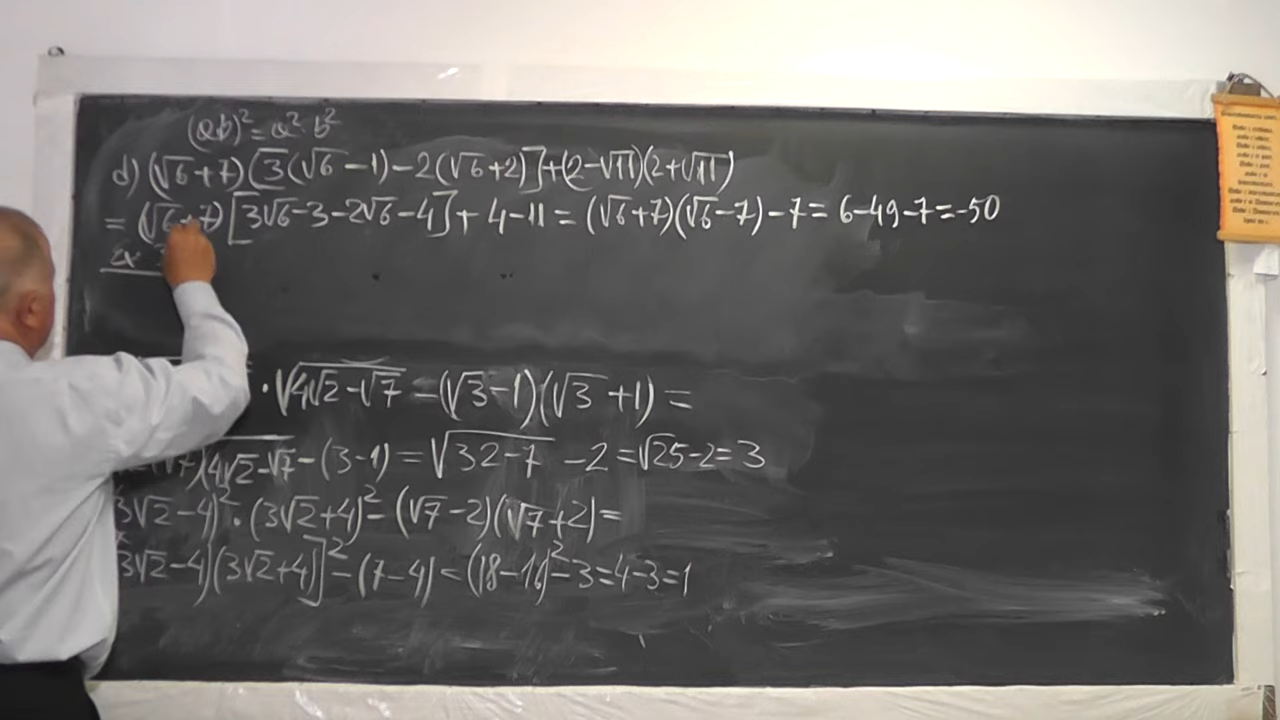 (ab)² = a² · b²
d) (√6+7)[3(√6-1)-2(√6+2)]+(2-√11)(2+√11)
= (√6+7)[3√6-3-2√6-4]+4-11=(√6+7)(√6-7)-7=6-49-7=-50
· √4√2-√7 -(√3-1)(√3+1)=
√7)(4√2-√7 -(3-1)=√32-7 -2=√25-2=3
3√2-4)²·(3√2+4)²-(√7-2)(√7+2)=
3√2-4)(3√2+4)]²-(7-4)=(18-16)²-3=4-3=1